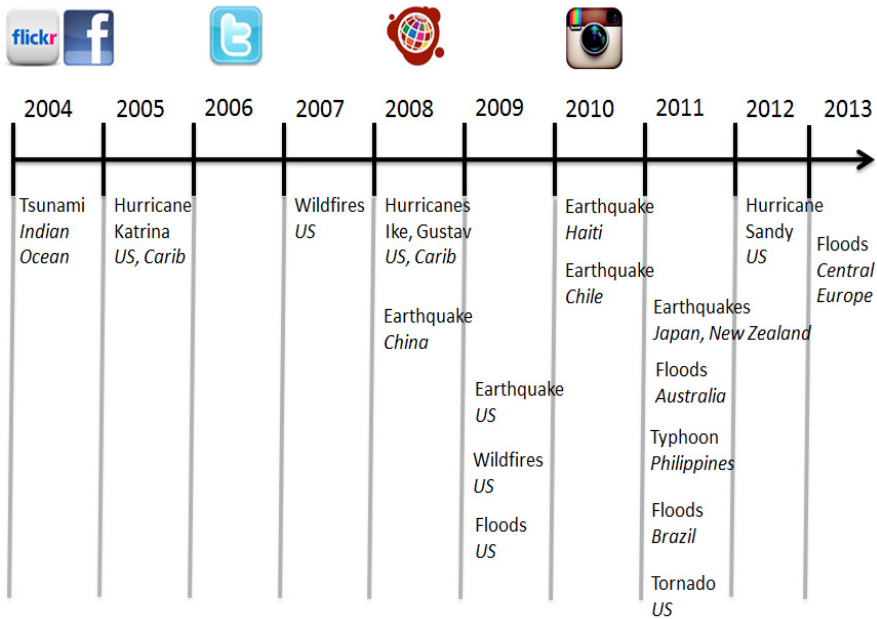 flickr
2004
2005
2006
2007
2008
2009
2010
2011
2012
2013
Tsunami
Indian
Ocean
Hurricane
Katrina
US, Carib
Wildfires
US
Hurricanes
Ike, Gustav
US, Carib
Earthquake
China
Earthquake
US
Wildfires
US
Floods
US
Earthquake
Haiti
Earthquake
Chile
Earthquakes
Japan, New Zealand
Floods
Australia
Typhoon
Philippines
Floods
Brazil
Tornado
US
Hurricane
Sandy
US
Floods
Central
Europe